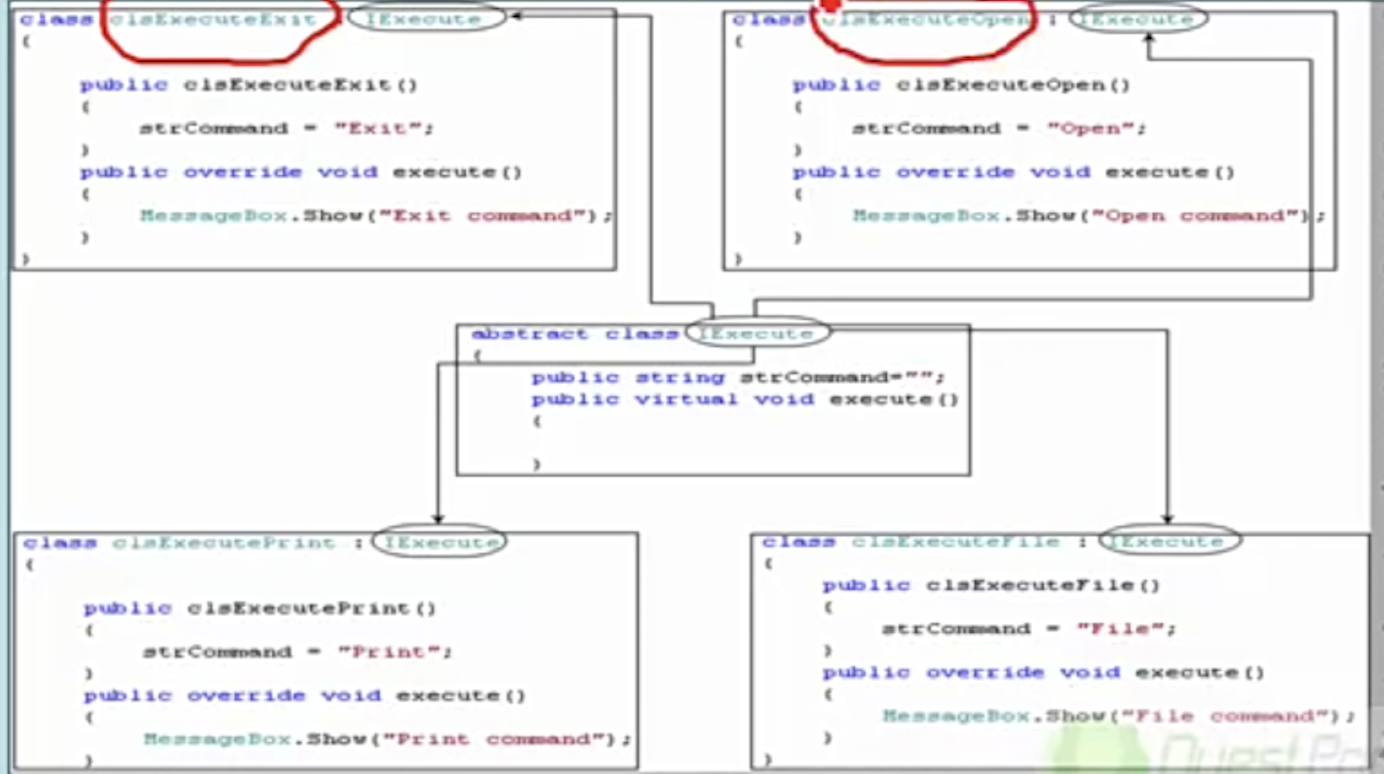 class clsExecuteExit : IExecute
{
public clsExecuteExit()
{
strCommand = "Exit";
}
public override void execute()
{
MessageBox.Show("Exit command");
}
}
class clsExecuteOpen : IExecute
{
public clsExecuteOpen()
{
strCommand = "Open";
}
public override void execute()
{
MessageBox.Show("Open command");
}
}
abstract class IExecute
{
public string strCommand="";
public virtual void execute()
{
}
class clsExecutePrint : IExecute
{
public clsExecutePrint()
{
strCommand = "Print";
}
public override void execute()
{
MessageBox.Show("Print command");
}
class clsExecuteFile : IExecute
{
public clsExecuteFile()
{
strCommand = "File";
}
public override void execute()
{
MessageBox.Show("File command");
}
}